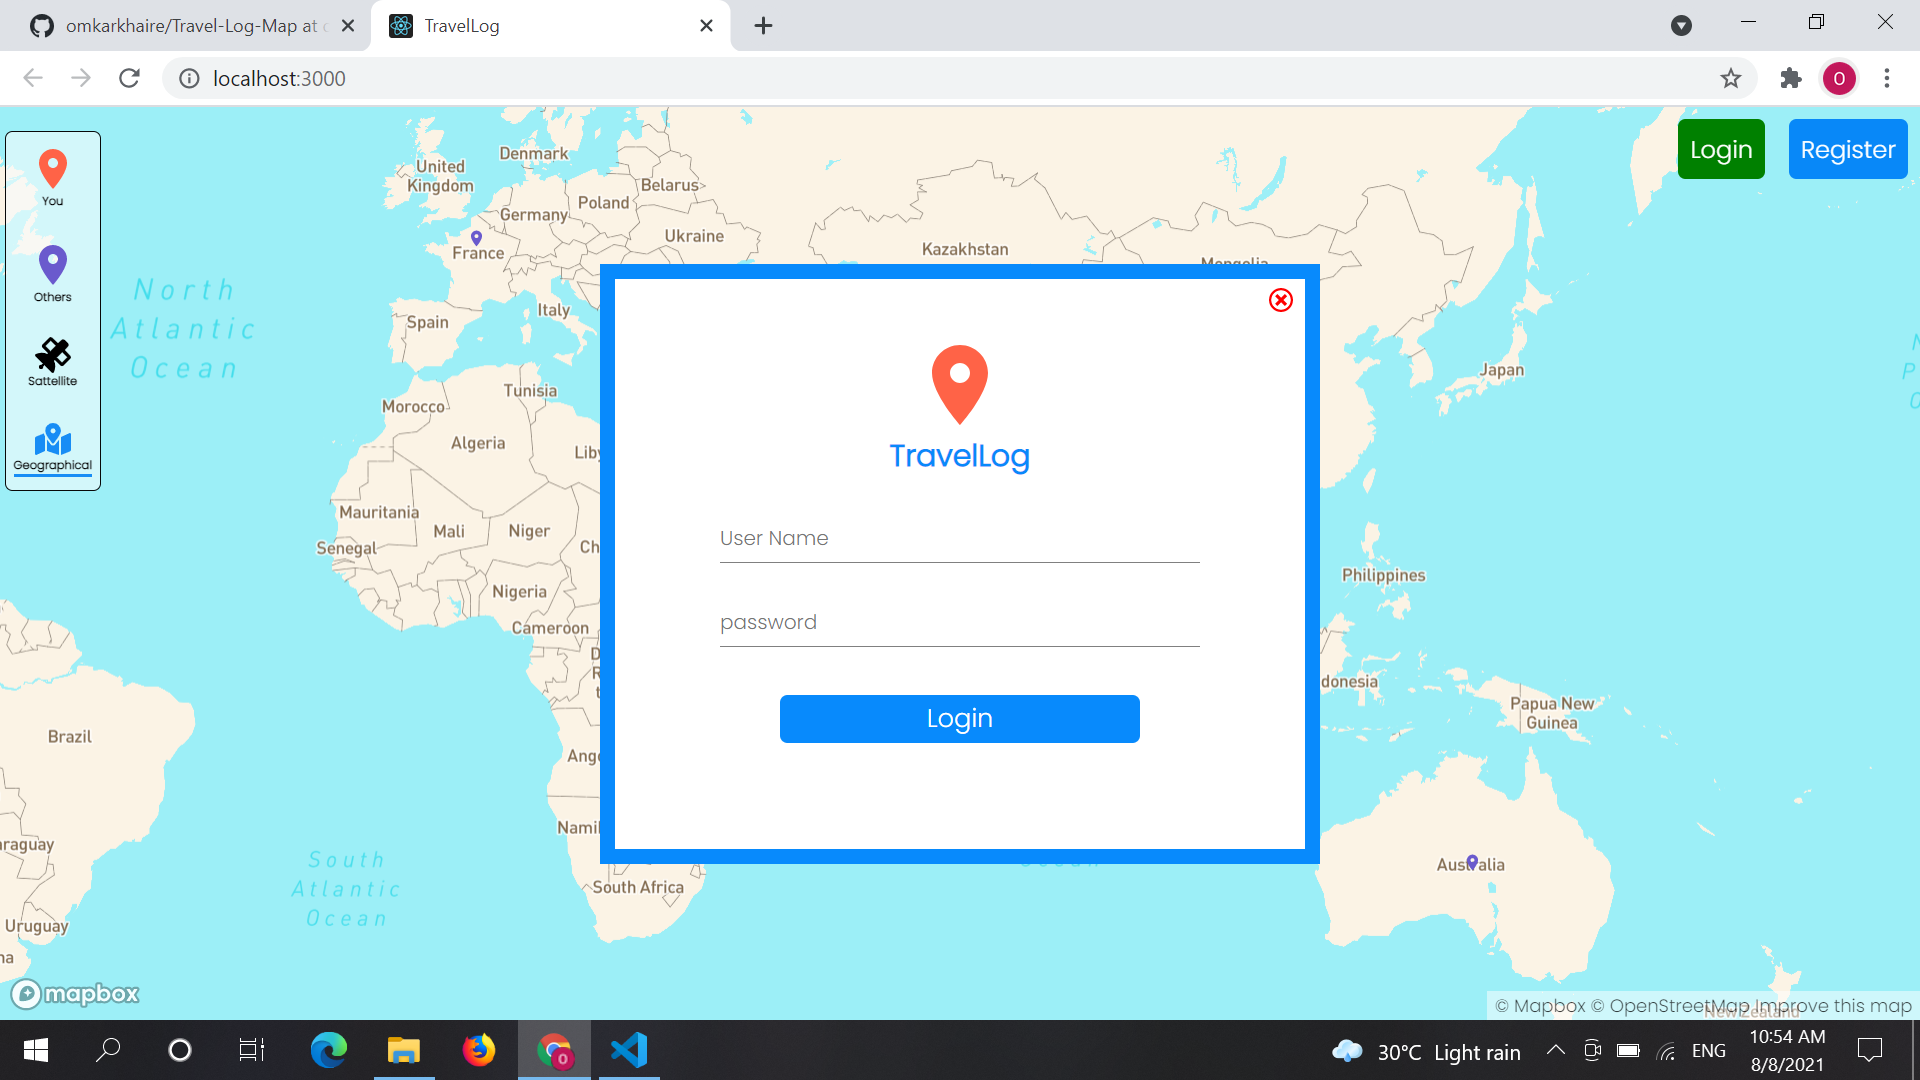 omkarkhaire/Travel-Log-Map at
TravelLog
localhost:3000
O
Login
Register
You
Others
Sattellite
Geographical
North
Atlantic
Ocean
United
Kingdom
Denmark
Belarus
Poland
Germany
Ukraine
France
Kazakhstan
Mongolia
Italy
Spain
Tunisia
Morocco
Algeria
Liby
Japan
Mauritania
Mali
Niger
Ch
Senegal
Nigeria
Cameroon
Philippines
donesia
Papua New
Guinea
Brazil
Ango
Nami
raguay
South
Atlantic
Ocean
South Africa
Australia
Uruguay
na
TravelLog
User Name
password
Login
mapbox
© Mapbox © OpenStreetMap Improve this map
New Zealand
O
30°C Light rain
ENG
10:54 AM
8/8/2021